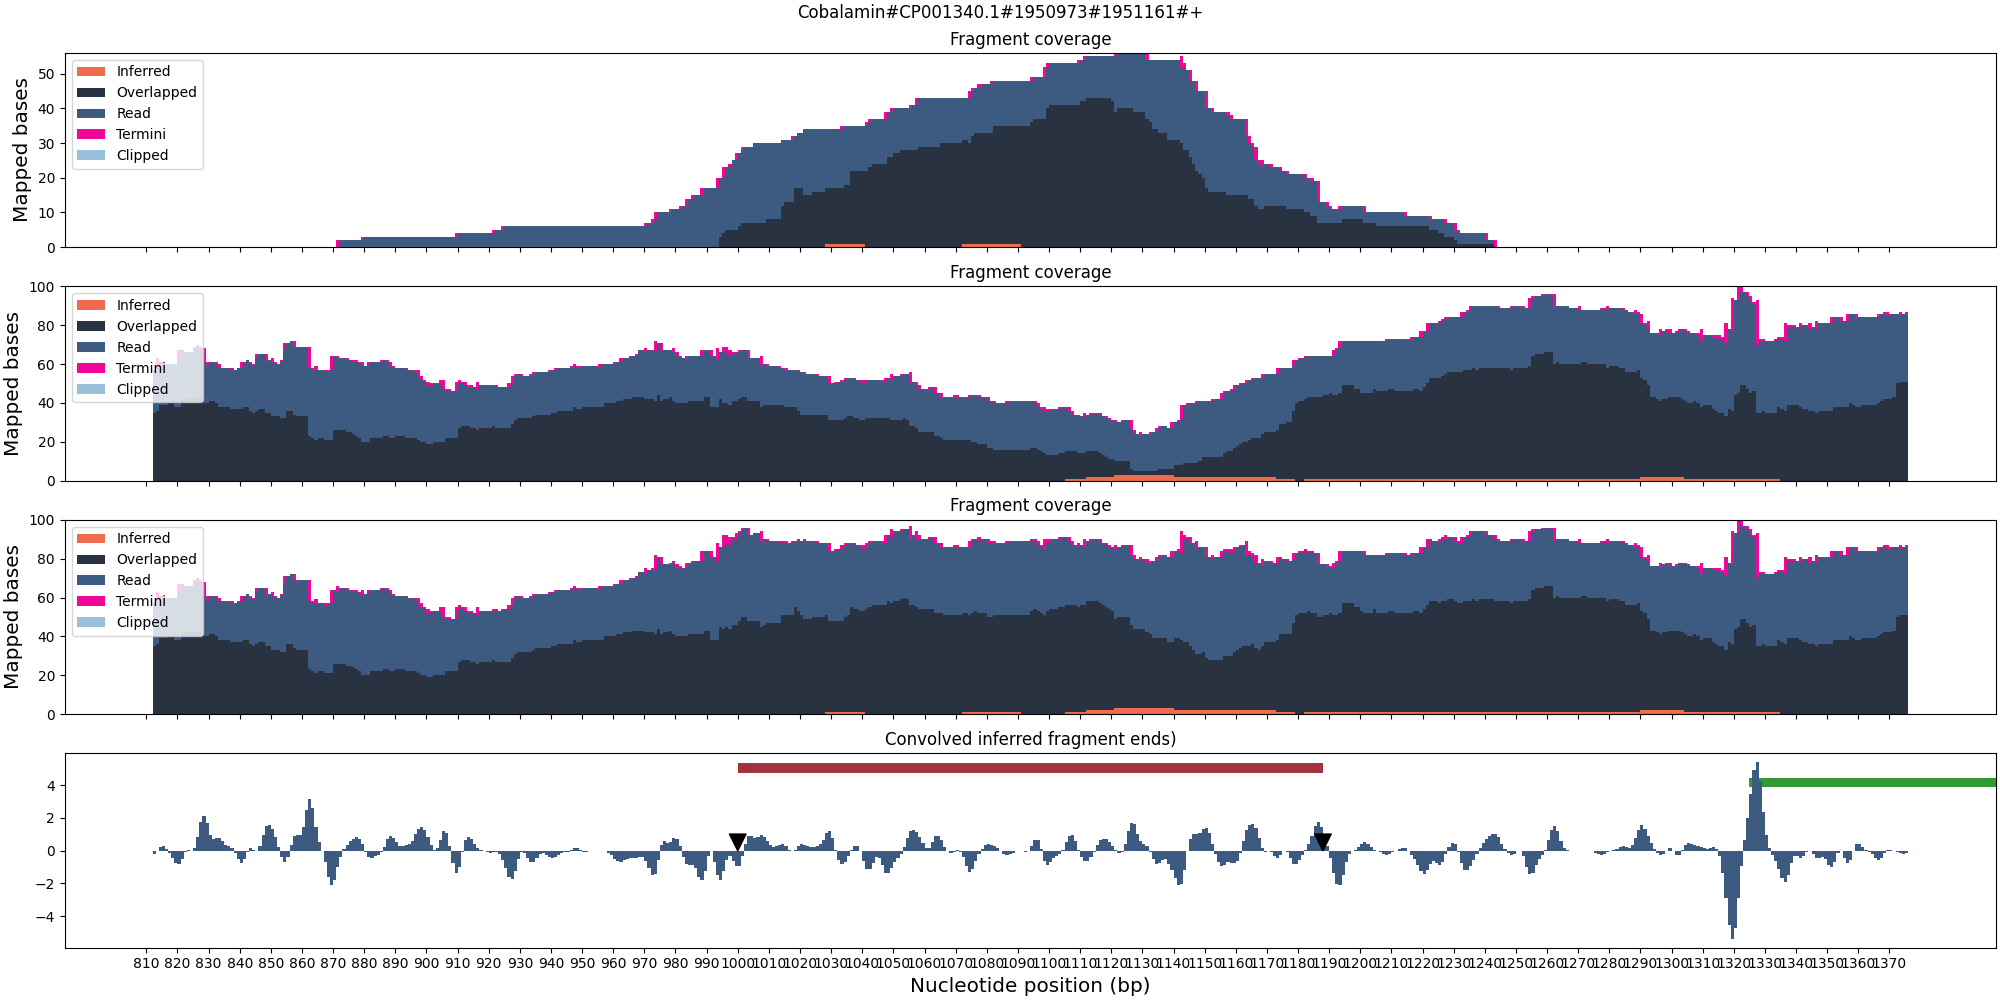 Cobalamin#CP001340.1#1950973#1951161#+
Fragment coverage
Mapped bases
50
40
30
20
10
0
Inferred
Overlapped
Read
Termini
Clipped
Fragment coverage
Mapped bases
100
80
60
40
20
0
Inferred
Overlapped
Read
Termini
Clipped
Fragment coverage
Mapped bases
100
80
60
40
20
0
Inferred
Overlapped
Read
Termini
Clipped
Convolved inferred fragment ends)
4
2
0
−2
−4
810 820 830 840 850 860 870 880 890 900 910 920 930 940 950 960 970 980 990 1000 1010 1020 1030 1040 1050 1060 1070 1080 1090 1100 1110 1120 1130 1140 1150 1160 1170 1180 1190 1200 1210 1220 1230 1240 1250 1260 1270 1280 1290 1300 1310 1320 1330 1340 1350 1360 1370
Nucleotide position (bp)